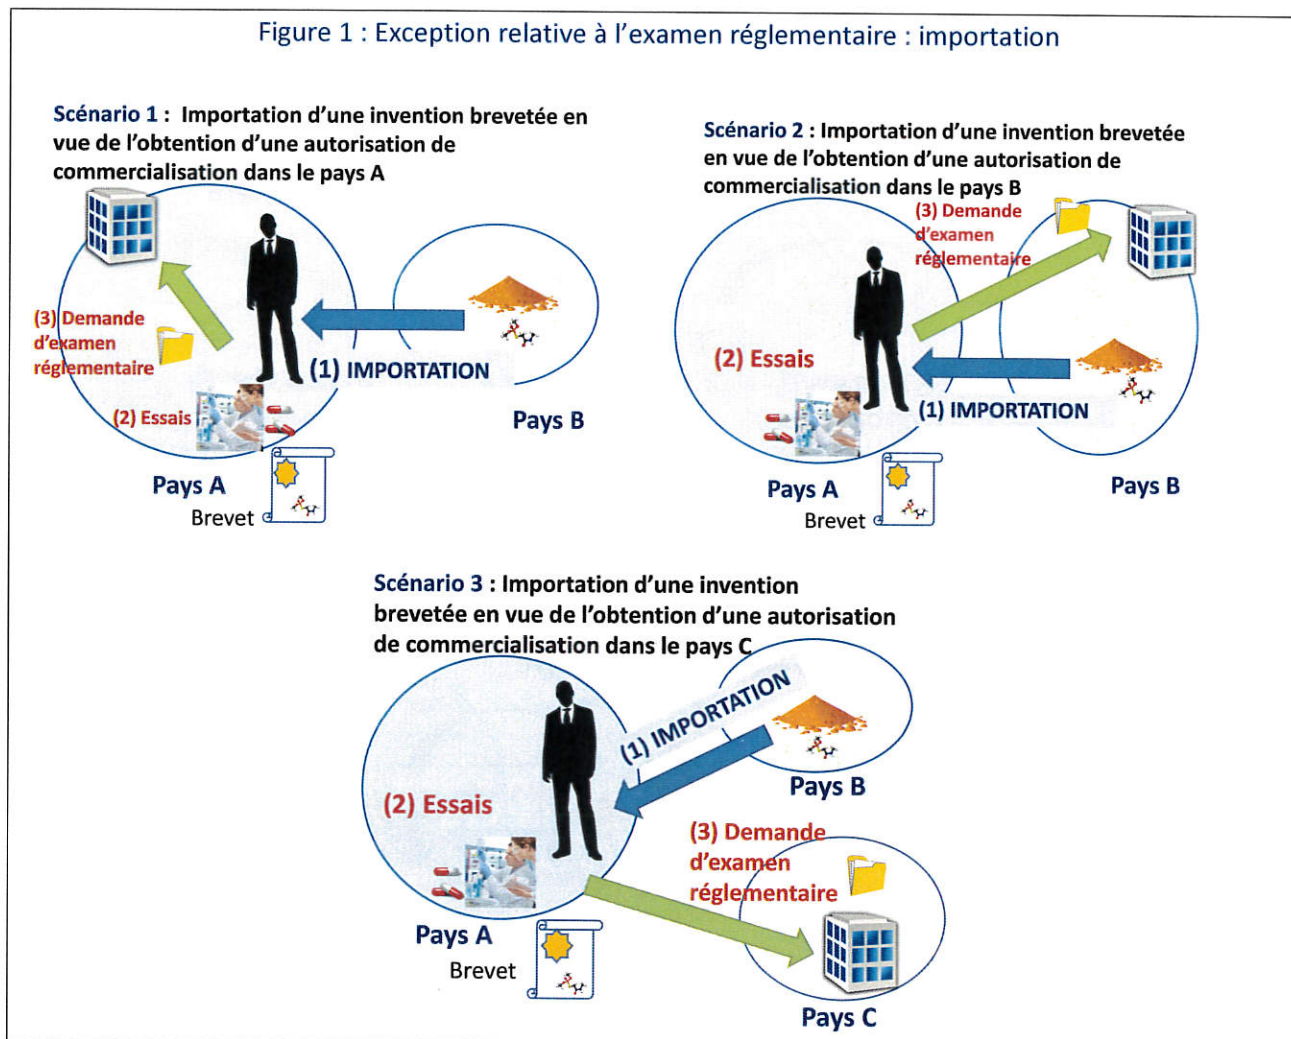 Figure 1 : Exception relative à l'examen réglementaire : importation
Scénario 1 : Importation d'une invention brevetée en
vue de l'obtention d'une autorisation de
commercialisation dans le pays A
(3) Demande
d'examen
réglementaire
(1) IMPORTATION
(2) Essais
Pays B
Pays A
Brevet
Scénario 2 : Importation d'une invention brevetée
en vue de l'obtention d'une autorisation de
commercialisation dans le pays B
(3) Demande
d'examen
réglementaire
(2) Essais
(1) IMPORTATION
Pays A
Pays B
Brevet
Scénario 3 : Importation d'une invention
brevetée en vue de l'obtention d'une autorisation
de commercialisation dans le pays C
(1) IMPORTATION
(2) Essais
Pays B
(3) Demande
d'examen
réglementaire
Pays A
Brevet
Pays C